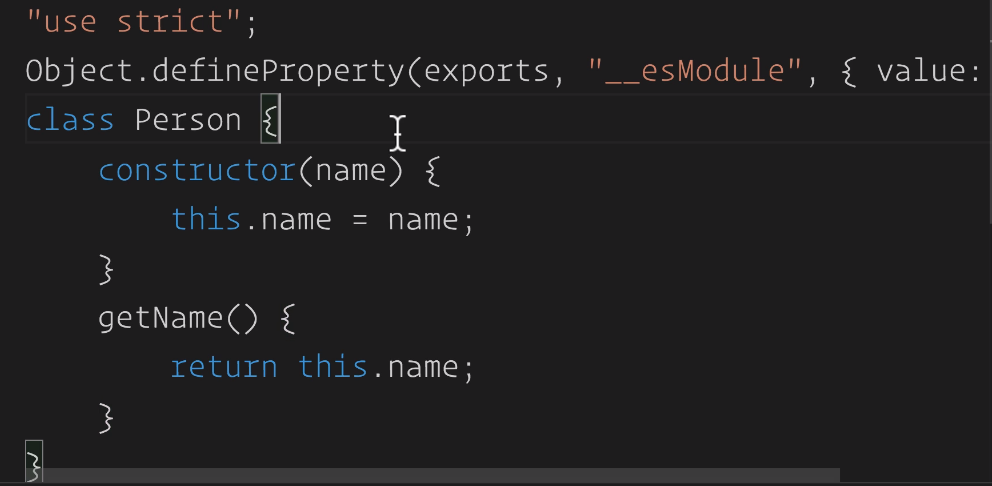 "use strict";
Object.defineProperty(exports, "__esModule", { value:
class Person {
    constructor(name) {
        this.name = name;
    }
    getName() {
        return this.name;
    }
}